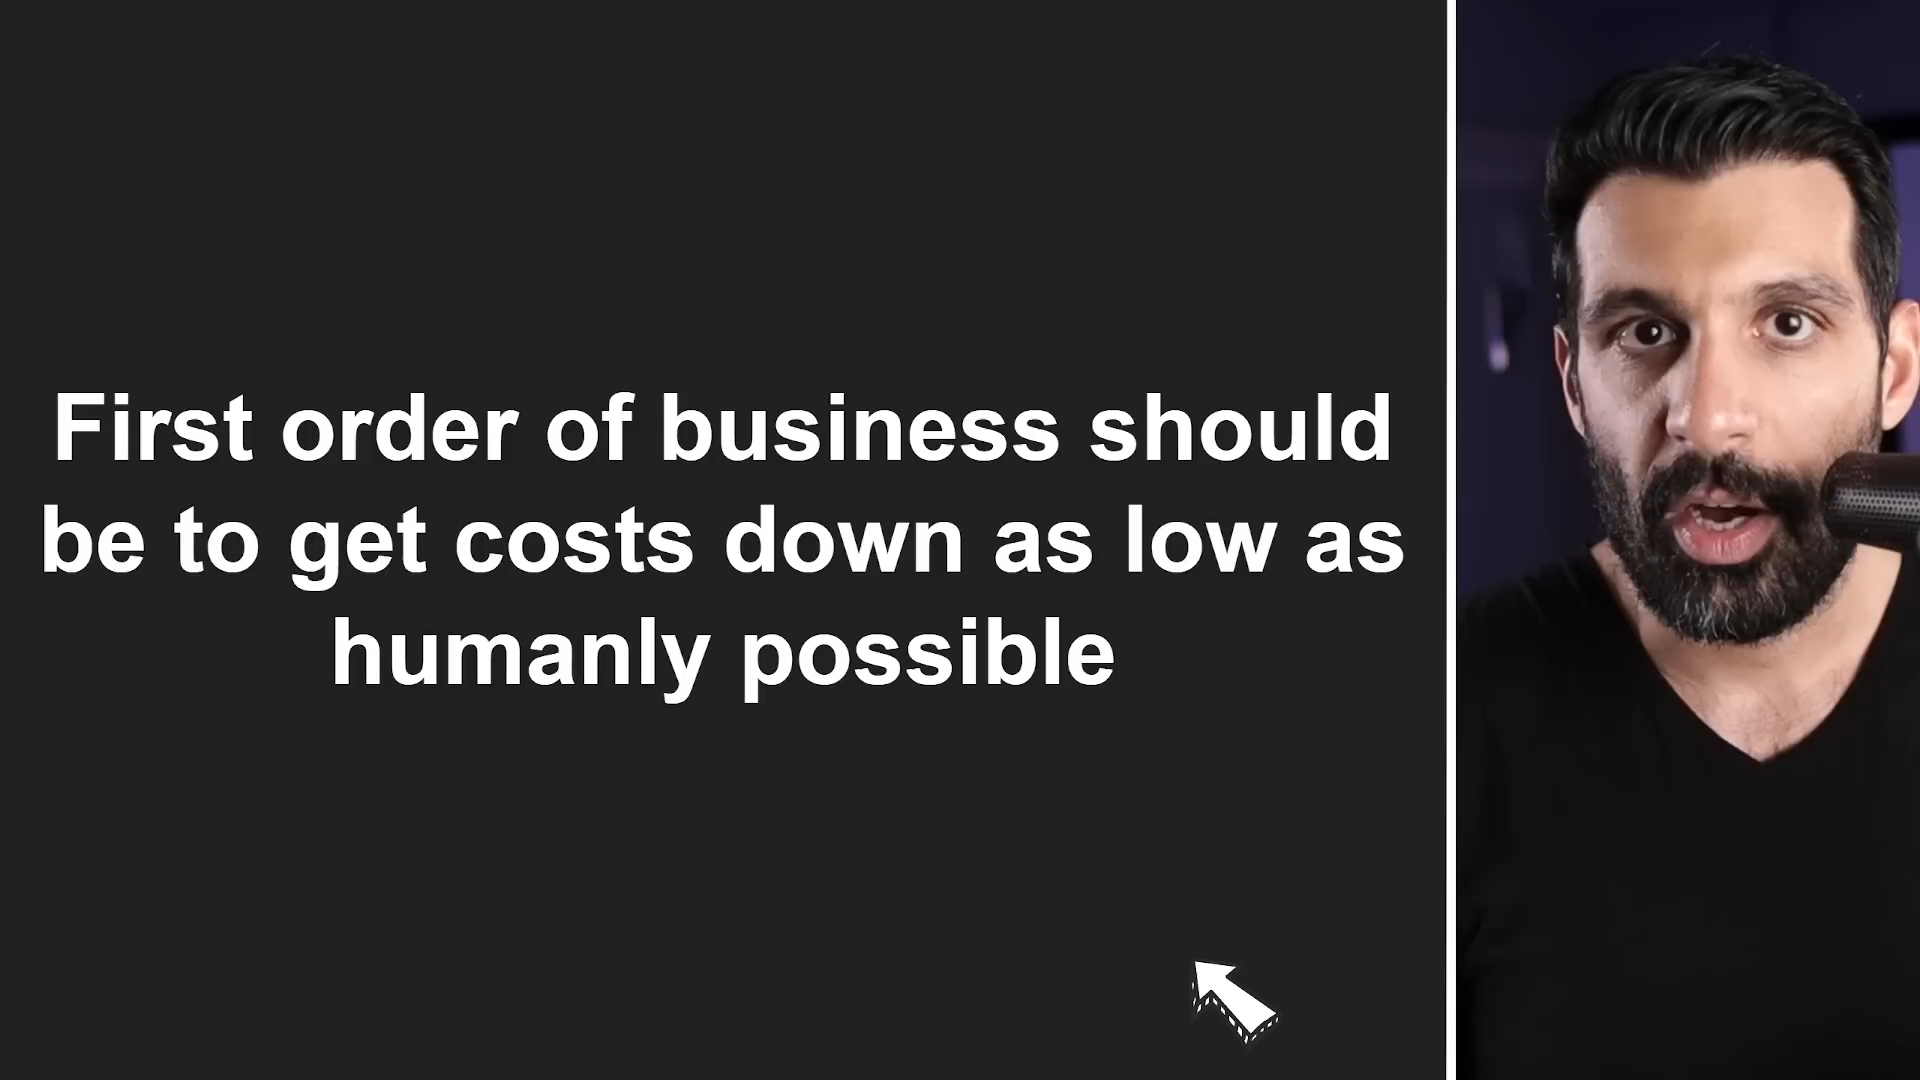 First order of business should
be to get costs down as low as
humanly possible